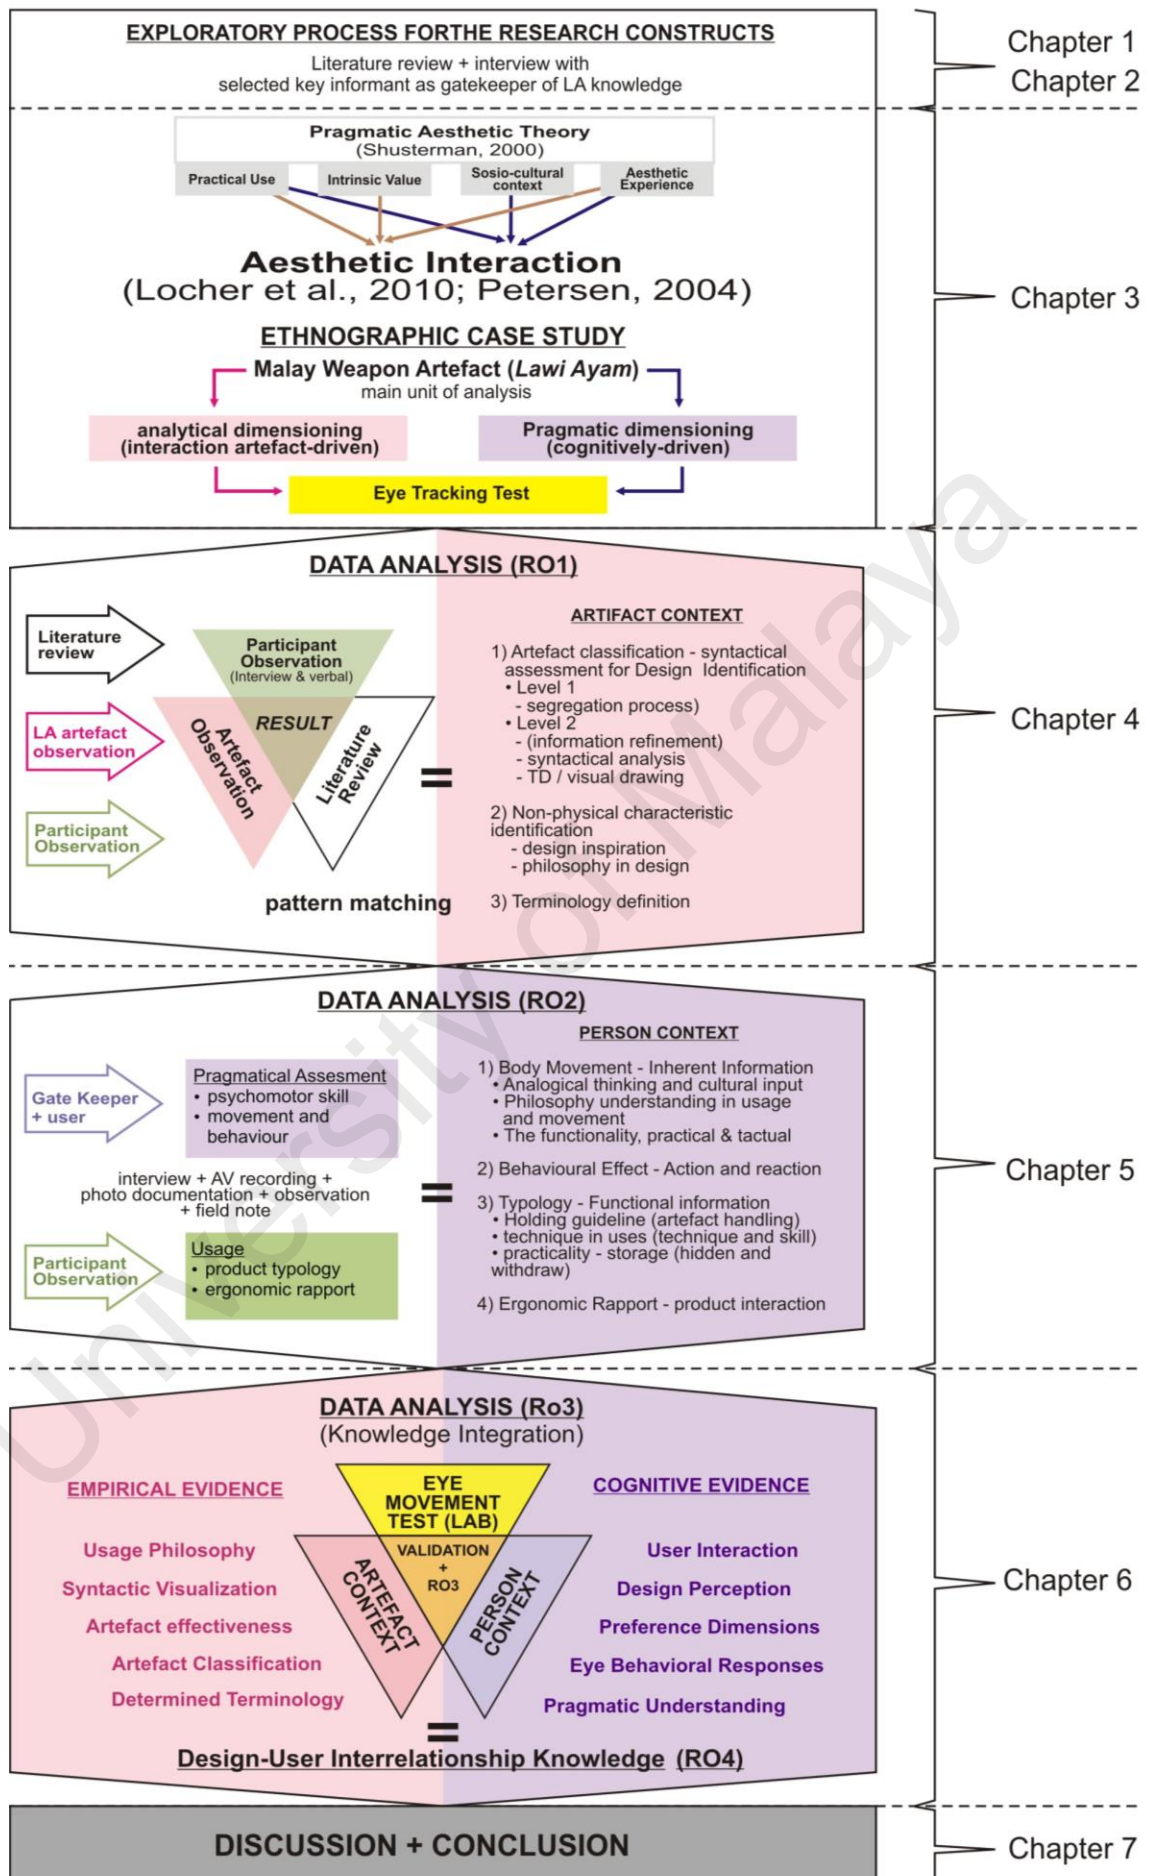 EXPLORATORY PROCESS FORTHE RESEARCH CONSTRUCTS
Literature review + interview with
selected key informant as gatekeeper of LA knowledge
Chapter 1
Chapter 2
Pragmatic Aesthetic Theory
(Shusterman, 2000)
Practical Use
Intrinsic Value
Socio-cultural
context
Aesthetic
Experience
Aesthetic Interaction
(Locher et al., 2010; Petersen, 2004)
ETHNOGRAPHIC CASE STUDY
Malay Weapon Artefact (Lawi Ayam)
main unit of analysis
analytical dimensioning
(interaction artefact-driven)
Pragmatic dimensioning
(cognitively-driven)
Eye Tracking Test
Chapter 3
DATA ANALYSIS (RO1)
Literature
review
LA artefact
observation
Participant
Observation
Participant
Observation
(Interview & verbal)
RESULT
Artefact
Observation
Literature
Review
=
pattern matching
ARTIFACT CONTEXT
1) Artefact classification - syntactical
assessment for Design Identification
• Level 1
- segregation process)
• Level 2
- (information refinement)
- syntactical analysis
- TD / visual drawing
2) Non-physical characteristic
identification
- design inspiration
- philosophy in design
3) Terminology definition
Chapter 4
DATA ANALYSIS (RO2)
Gate Keeper
+ user
Pragmatical Assesment
• psychomotor skill
• movement and
behaviour
interview + AV recording +
photo documentation + observation
+ field note
Participant
Observation
Usage
• product typology
• ergonomic rapport
=
PERSON CONTEXT
1) Body Movement - Inherent Information
• Analogical thinking and cultural input
• Philosophy understanding in usage
and movement
• The functionality, practical & tactual
2) Behavioural Effect - Action and reaction
3) Typology - Functional information
• Holding guideline (artefact handling)
• technique in uses (technique and skill)
• practicality - storage (hidden and
withdraw)
4) Ergonomic Rapport - product interaction
Chapter 5
DATA ANALYSIS (Ro3)
(Knowledge Integration)
EMPIRICAL EVIDENCE
Usage Philosophy
Syntactic Visualization
Artefact effectiveness
Artefact Classification
Determined Terminology
EYE
MOVEMENT
TEST (LAB)
VALIDATION
+
RO3
ARTEFACT
CONTEXT
PERSON
CONTEXT
COGNITIVE EVIDENCE
User Interaction
Design Perception
Preference Dimensions
Eye Behavioral Responses
Pragmatic Understanding
=
Design-User Interrelationship Knowledge (RO4)
Chapter 6
DISCUSSION + CONCLUSION
Chapter 7
University of Malaya